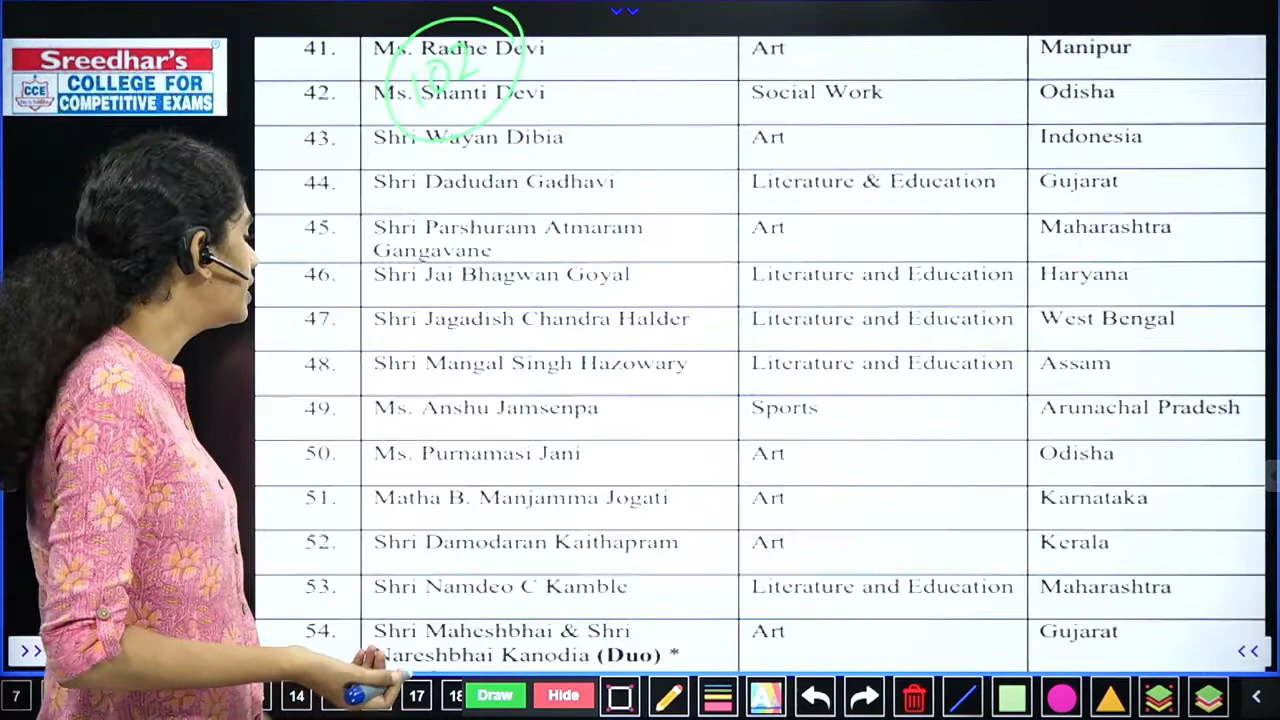 Sreedhar's
CCE
COLLEGE FOR
COMPETITIVE EXAMS
102
41. Ms. Radhe Devi Art Manipur
42. Ms. Shanti Devi Social Work Odisha
43. Shri Wayan Dibia Art Indonesia
44. Shri Dadudan Gadhavi Literature & Education Gujarat
45. Shri Parshuram Atmaram Art Maharashtra
Gangavane
46. Shri Jai Bhagwan Goyal Literature and Education Haryana
47. Shri Jagadish Chandra Halder Literature and Education West Bengal
48. Shri Mangal Singh Hazowary Literature and Education Assam
49. Ms. Anshu Jamsenpa Sports Arunachal Pradesh
50. Ms. Purnamasi Jani Art Odisha
51. Matha B. Manjamma Jogati Art Karnataka
52. Shri Damodaran Kaithapram Art Kerala
53. Shri Namdeo C Kamble Literature and Education Maharashtra
54. Shri Maheshbhai & Shri Art Gujarat
Nareshbhai Kanodia (Duo) *
7 14 17 18 Draw Hide A